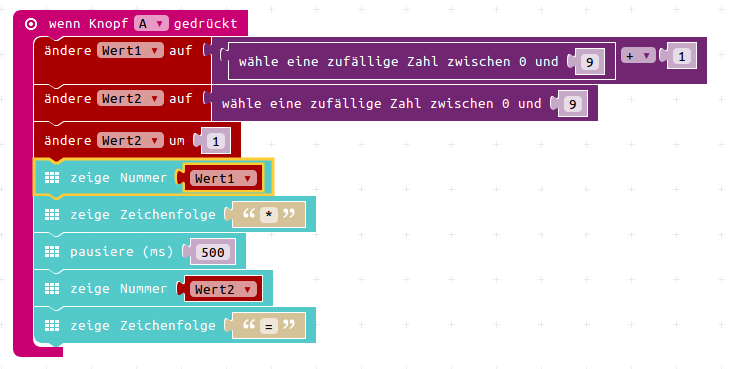 wenn Knopf A gedrückt
ändere Wert1 auf wähle eine zufällige Zahl zwischen 0 und 9 + 1
ändere Wert2 auf wähle eine zufällige Zahl zwischen 0 und 9
ändere Wert2 um 1
zeige Nummer Wert1
zeige Zeichenfolge “ * ”
pausiere (ms) 500
zeige Nummer Wert2
zeige Zeichenfolge “ = ”